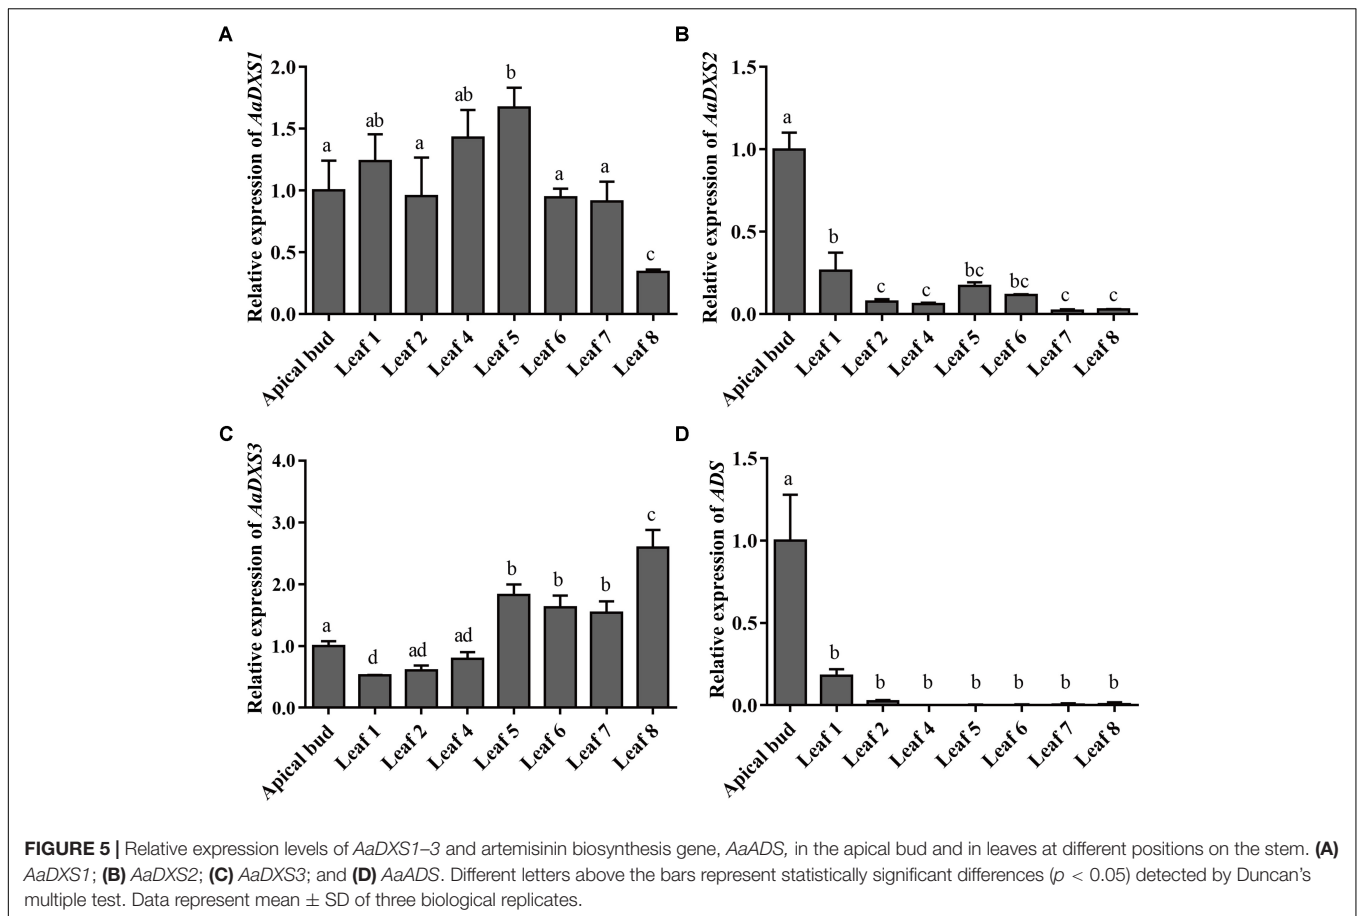 A
Relative expression of AaDXS1
2.0
1.5
1.0
0.5
0.0
a
ab
a
ab
b
a
a
c
Apical bud
Leaf 1
Leaf 2
Leaf 4
Leaf 5
Leaf 6
Leaf 7
Leaf 8
B
Relative expression of AaDXS2
1.5
1.0
0.5
0.0
a
b
c
c
bc
bc
c
c
Apical bud
Leaf 1
Leaf 2
Leaf 4
Leaf 5
Leaf 6
Leaf 7
Leaf 8
C
Relative expression of AaDXS3
4.0
3.0
2.0
1.0
0.0
a
d
ad
ad
b
b
b
c
Apical bud
Leaf 1
Leaf 2
Leaf 4
Leaf 5
Leaf 6
Leaf 7
Leaf 8
D
Relative expression of ADS
1.5
1.0
0.5
0.0
a
b
b
b
b
b
b
b
Apical bud
Leaf 1
Leaf 2
Leaf 4
Leaf 5
Leaf 6
Leaf 7
Leaf 8
FIGURE 5 | Relative expression levels of AaDXS1–3 and artemisinin biosynthesis gene, AaADS, in the apical bud and in leaves at different positions on the stem. (A)
AaDXS1; (B) AaDXS2; (C) AaDXS3; and (D) AaADS. Different letters above the bars represent statistically significant differences (p < 0.05) detected by Duncan's
multiple test. Data represent mean ± SD of three biological replicates.